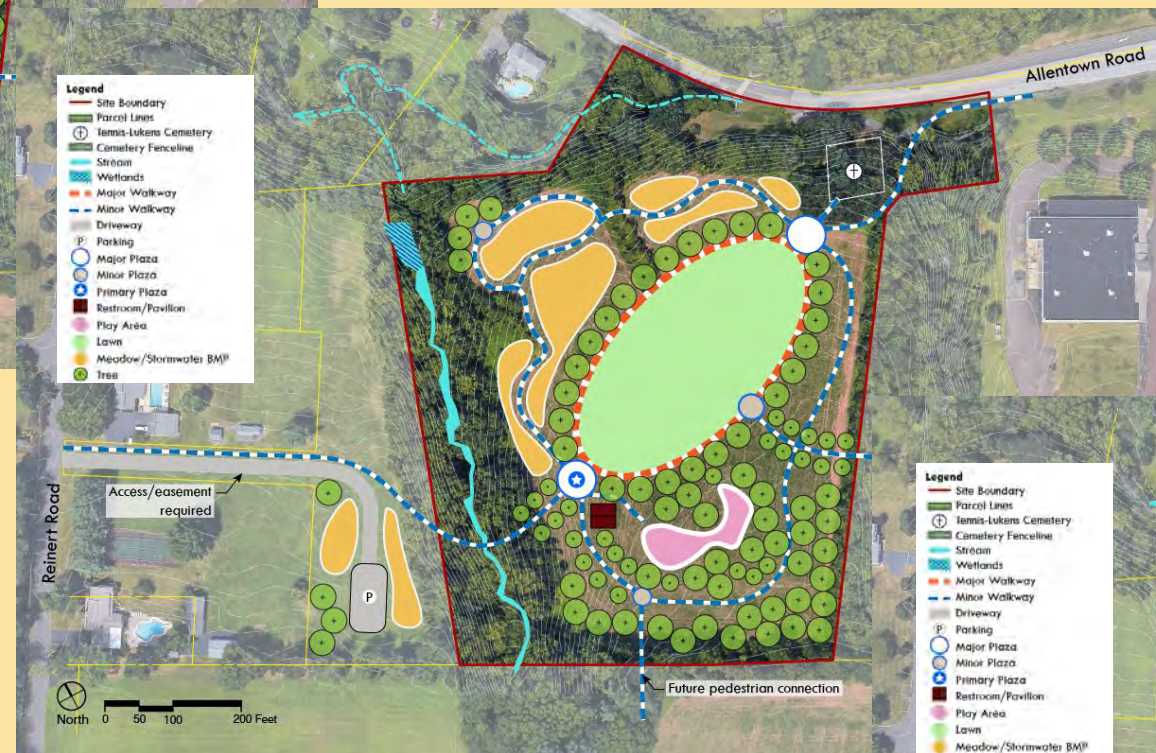 Allentown Road
Legend
Site Boundary
Parcel Lines
Tennis-Lukens Cemetery
Cemetery Fenceline
Stream
Wetlands
Major Walkway
Minor Walkway
Driveway
P Parking
Major Plaza
Minor Plaza
Primary Plaza
Restroom/Pavilion
Play Area
Lawn
Meadow/Stormwater BMP
Tree
Access/easement
required
Reinert Road
P
Future pedestrian connection
North 0 50 100 200 Feet
Legend
Site Boundary
Parcel Lines
Tennis-Lukens Cemetery
Cemetery Fenceline
Stream
Wetlands
Major Walkway
Minor Walkway
Driveway
P Parking
Major Plaza
Minor Plaza
Primary Plaza
Restroom/Pavilion
Play Area
Lawn
Meadow/Stormwater BMP